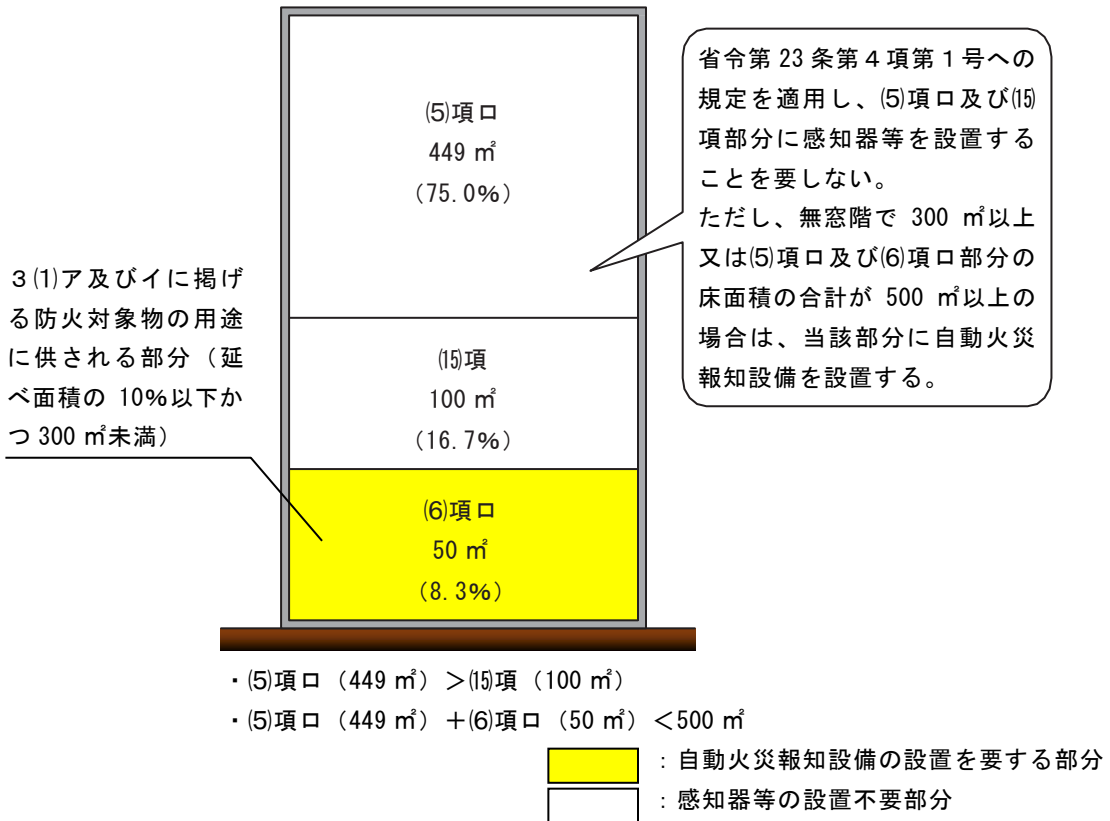 ⑸項ロ
449 ㎡
（75.0%）
省令第 23 条第４項第１号への
規定を適用し、⑸項ロ及び⒂
項部分に感知器等を設置する
ことを要しない。
ただし、無窓階で 300 ㎡以上
又は⑸項ロ及び⑹項ロ部分の
床面積の合計が 500 ㎡以上の
場合は、当該部分に自動火災
報知設備を設置する。
３⑴ア及びイに掲げ
る防火対象物の用途
に供される部分（延
べ面積の 10%以下か
つ 300 ㎡未満）
⒂項
100 ㎡
（16.7%）
⑹項ロ
50 ㎡
（8.3%）
・⑸項ロ（449 ㎡）＞⒂項（100 ㎡）
・⑸項ロ（449 ㎡）＋⑹項ロ（50 ㎡）＜500 ㎡
：自動火災報知設備の設置を要する部分
：感知器等の設置不要部分